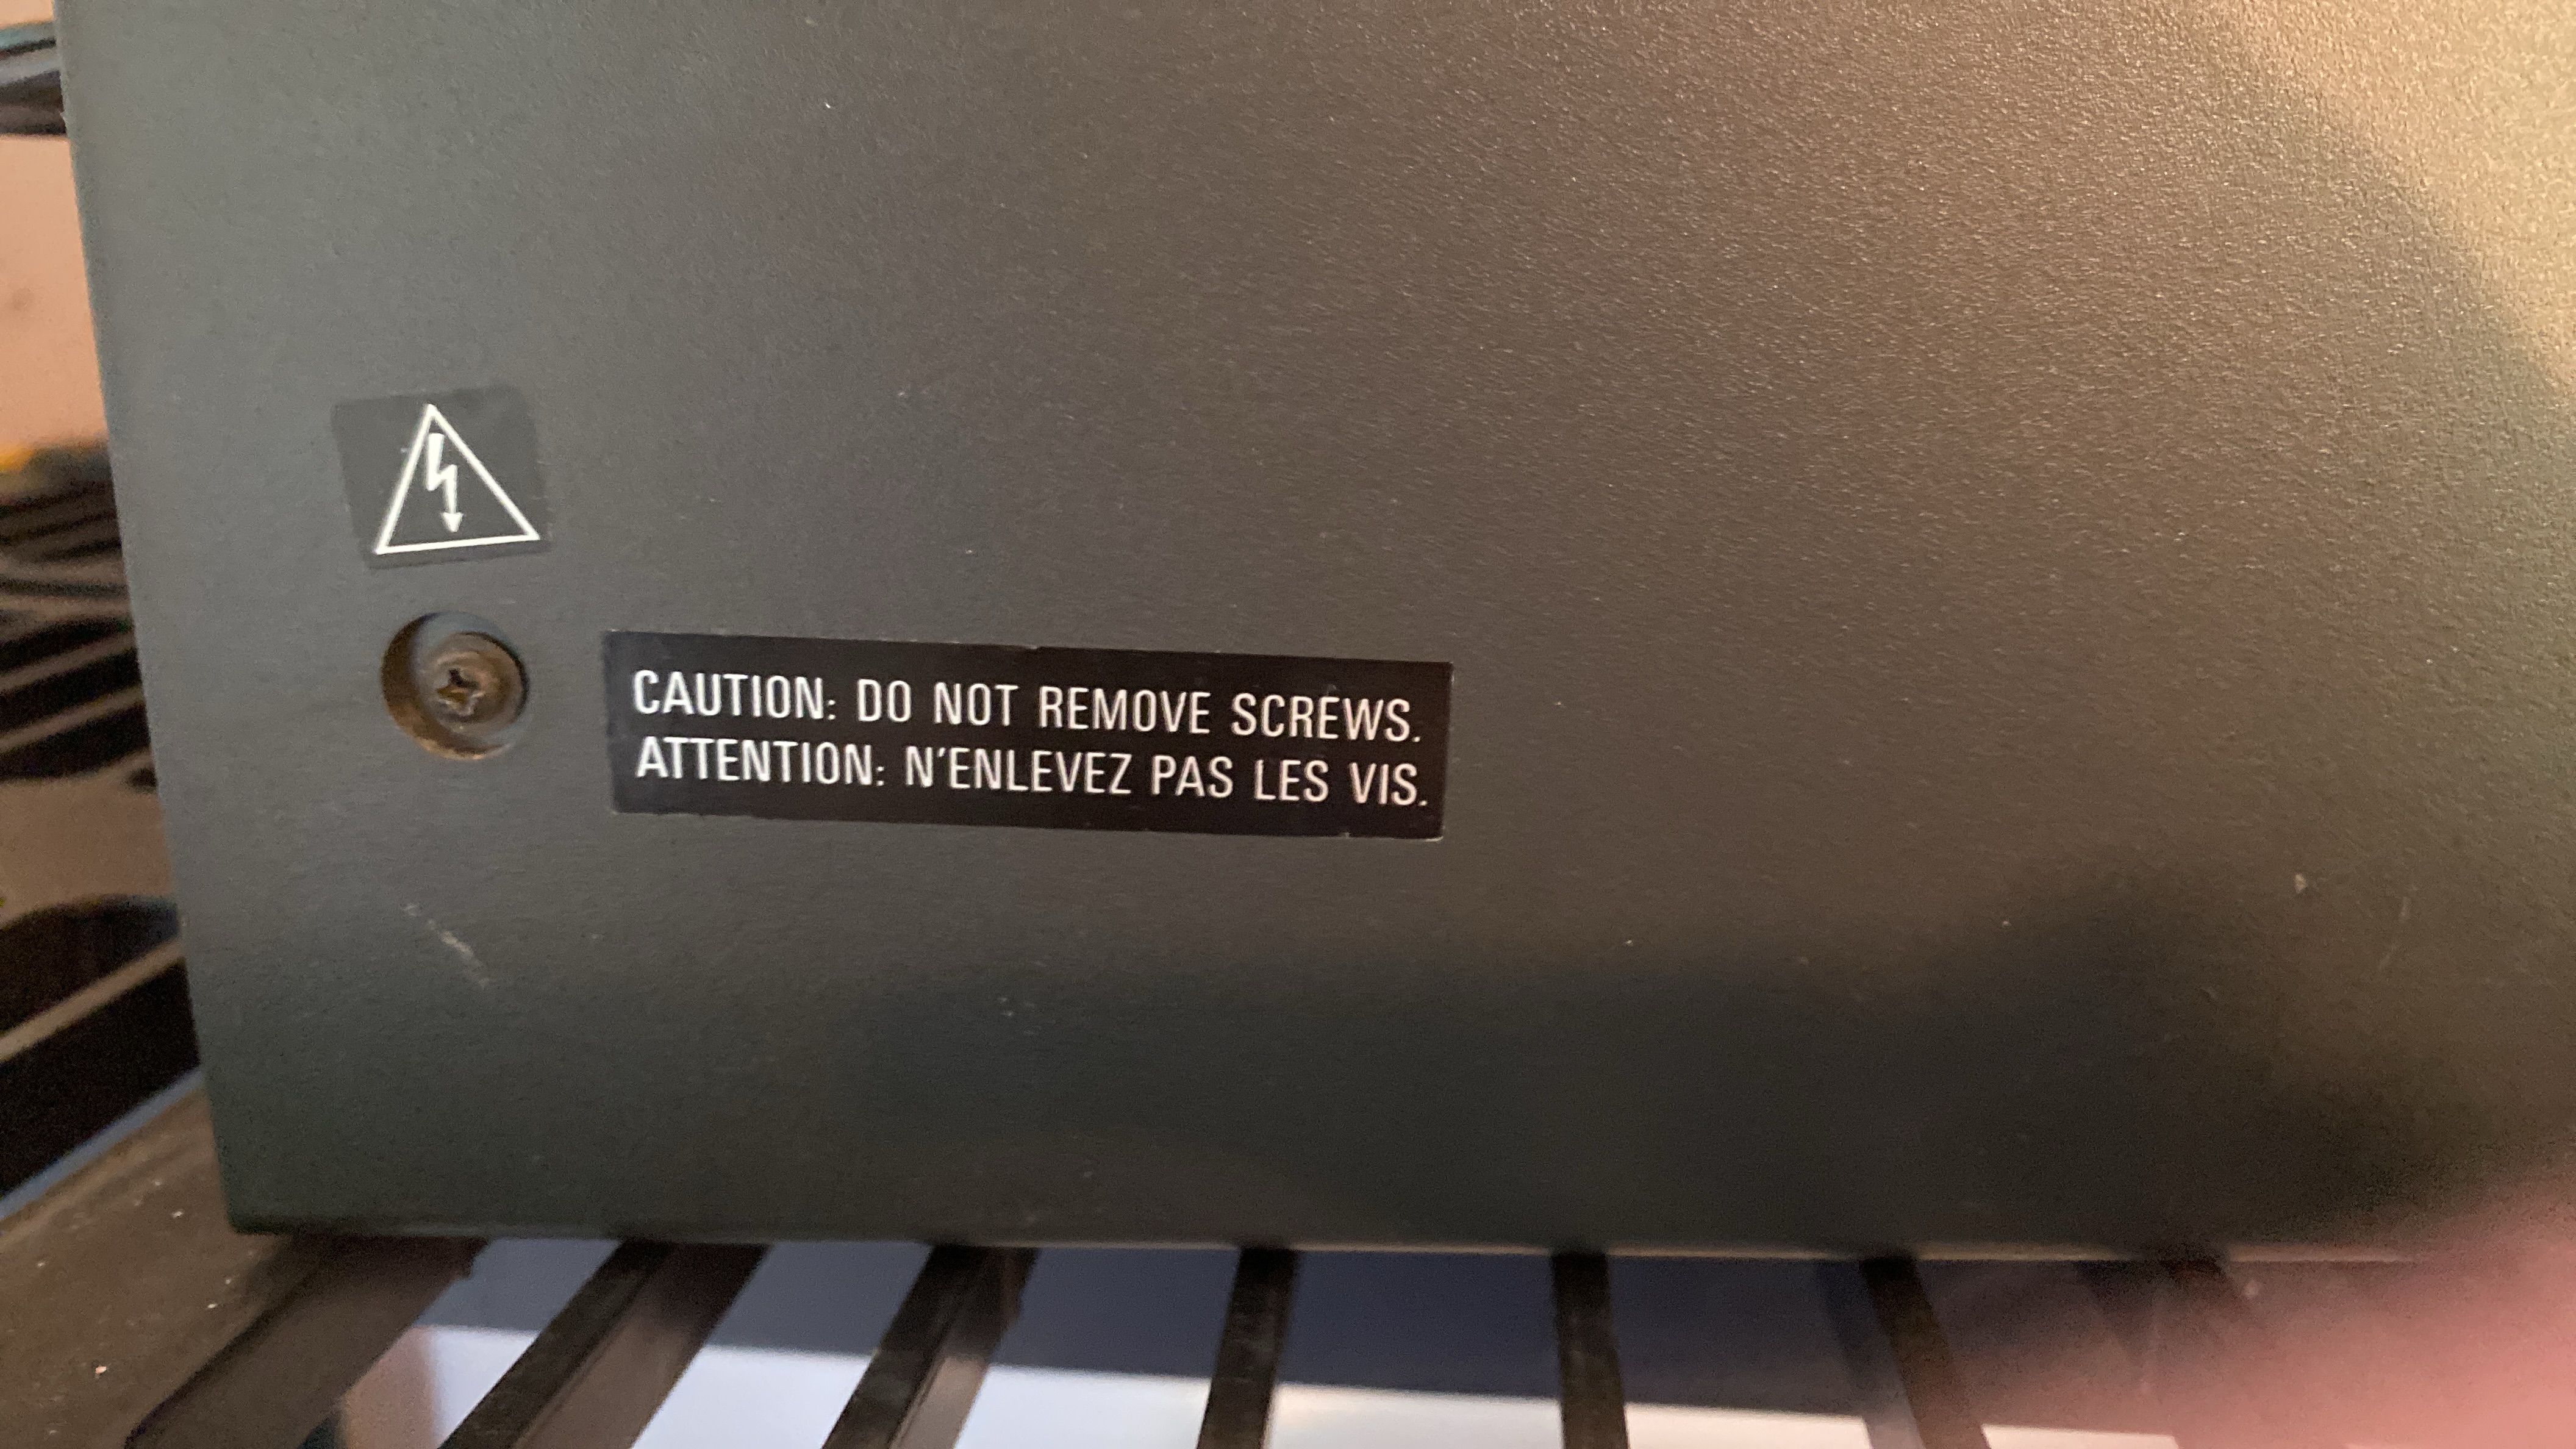 CAUTION: DO NOT REMOVE SCREWS.
ATTENTION: N'ENLEVEZ PAS LES VIS.